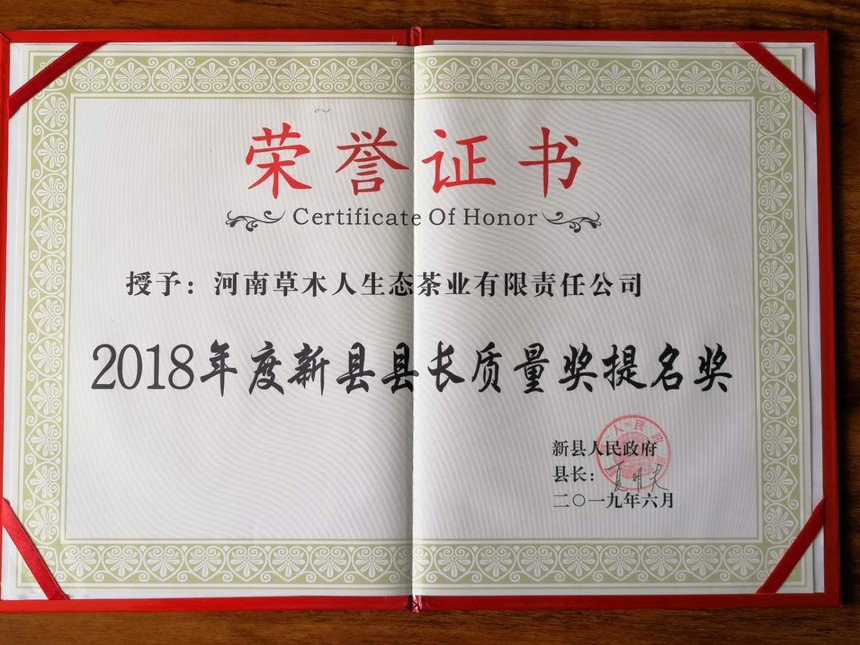 荣誉证书
Certificate Of Honor
授予：河南草木人生态茶业有限责任公司
2018年度新县县长质量奖提名奖
新县人民政府
县长：
二〇一九年六月